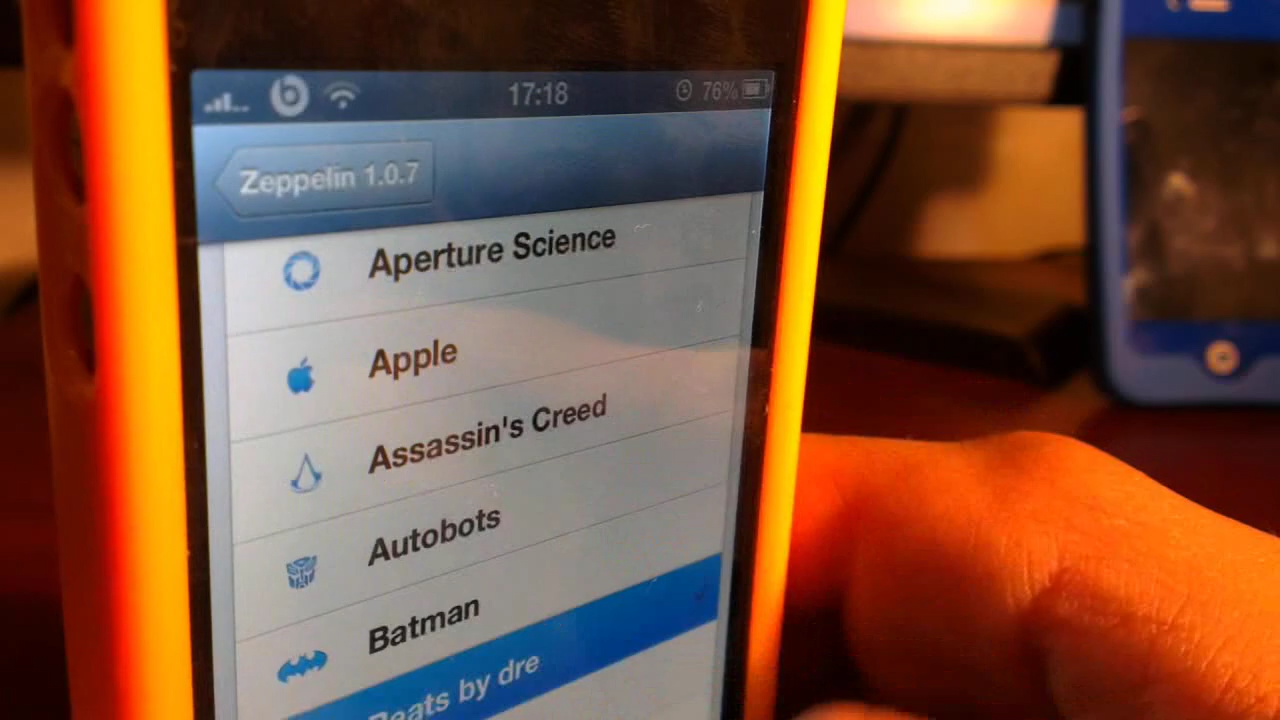 17:18
76%
Zeppelin 1.0.7
Aperture Science
Apple
Assassin's Creed
Autobots
Batman
Beats by dre